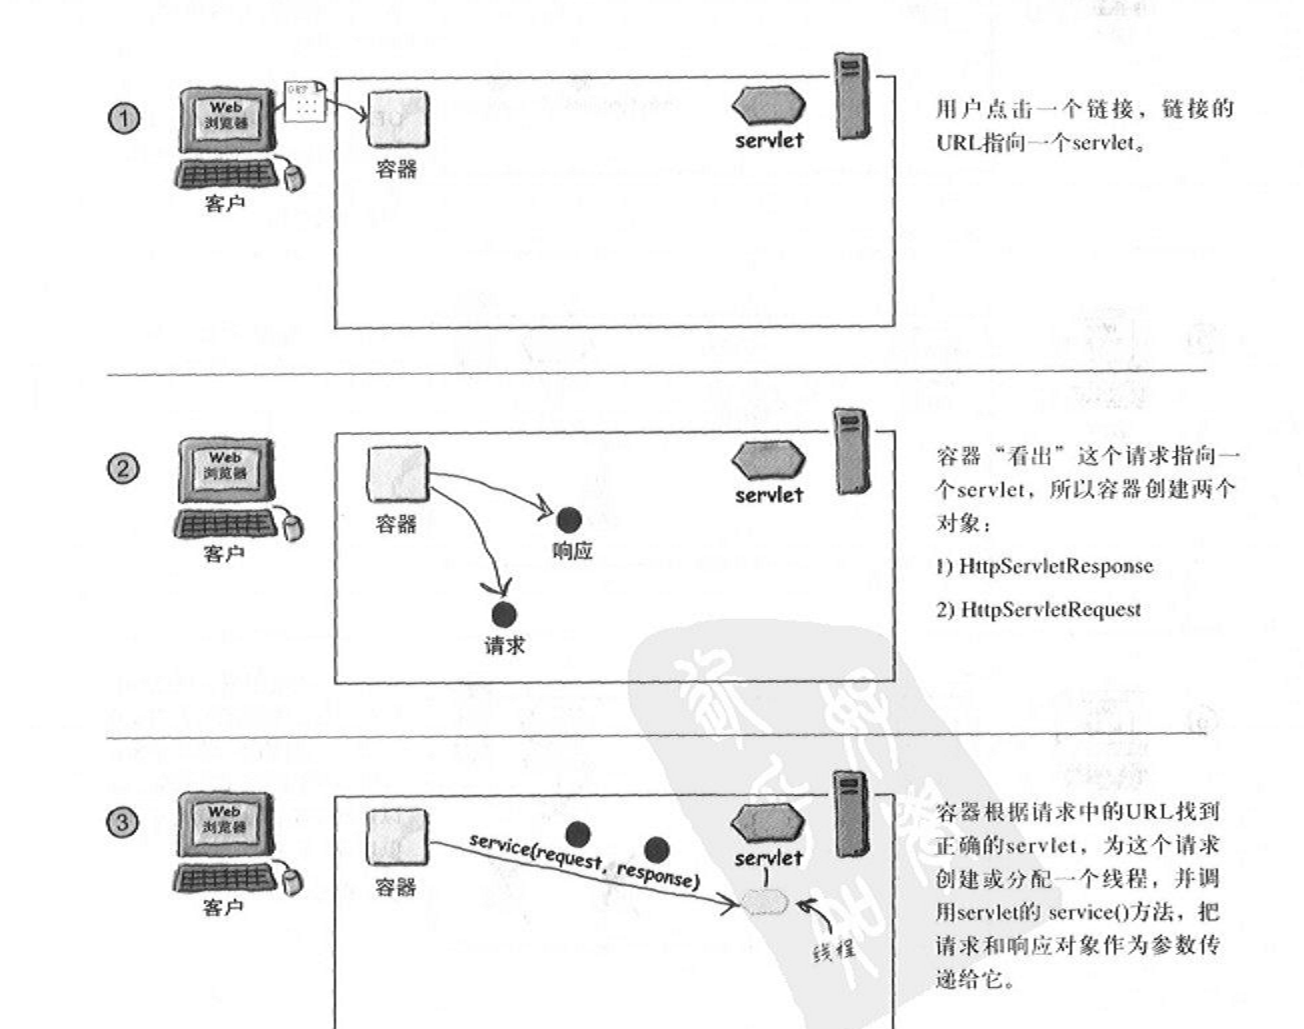 1
Web
浏览器
GET
客户
容器
servlet
用户点击一个链接，链接的
URL指向一个servlet。
2
Web
浏览器
客户
容器
响应
请求
servlet
容器“看出”这个请求指向一
个servlet，所以容器创建两个
对象：
1) HttpServletResponse
2) HttpServletRequest
3
Web
浏览器
客户
容器
service(request, response)
servlet
线程
容器根据请求中的URL找到
正确的servlet，为这个请求
创建或分配一个线程，并调
用servlet的 service()方法，把
请求和响应对象作为参数传
递给它。